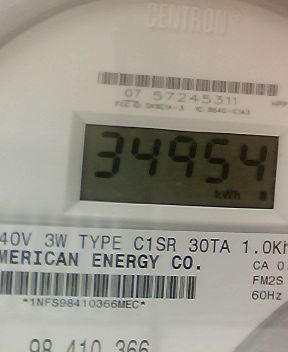 CENTRON
07 57245311
34954
kWh
40V 3W TYPE C1SR 30TA 1.0Kh
MERICAN ENERGY CO.
CA 0.
FM2S
60Hz
*1NFS98410366MEC*
98 410 366